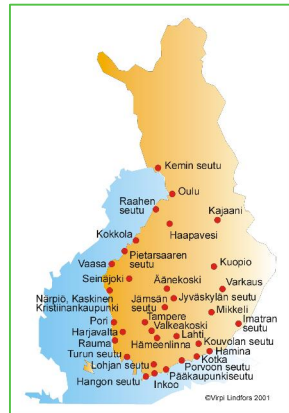 Kemin seutu
Oulu
Raahen
seutu
Kajaani
Haapavesi
Kokkola
Pietarsaaren
seutu
Vaasa
Kuopio
Seinäjoki
Äänekoski
Varkaus
Närpiö, Kaskinen
Kristiinankaupunki
Jämsän
seutu
Jyväskylän seutu
Mikkeli
Pori
Tampere
Imatran
seutu
Harjavalta
Valkeakoski
Rauma
Lahti
Hämeenlinna
Kouvolan seutu
Turun seutu
Hamina
Kotka
Lohjan seutu
Porvoon seutu
Hangon seutu
Pääkaupunkiseutu
Inkoo
©Virpi Lindfors 2001